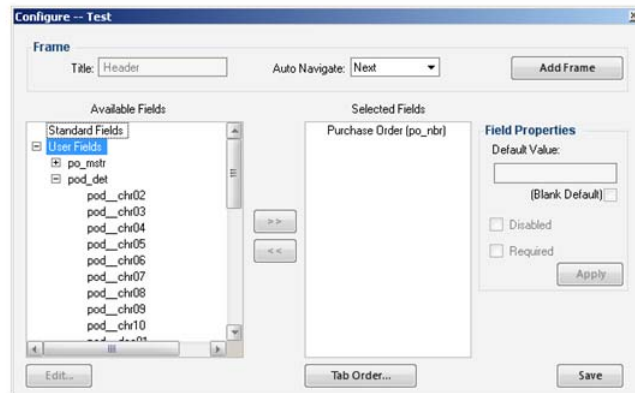 Configure -- Test
Frame
Title: Header
Auto Navigate: Next
Add Frame
Available Fields
Standard Fields
User Fields
po_mstr
pod_det
pod__chr02
pod__chr03
pod__chr04
pod__chr05
pod__chr06
pod__chr07
pod__chr08
pod__chr09
pod__chr10
>>
<<
Selected Fields
Purchase Order (po_nbr)
Field Properties
Default Value:
(Blank Default)
Disabled
Required
Apply
Edit...
Tab Order...
Save